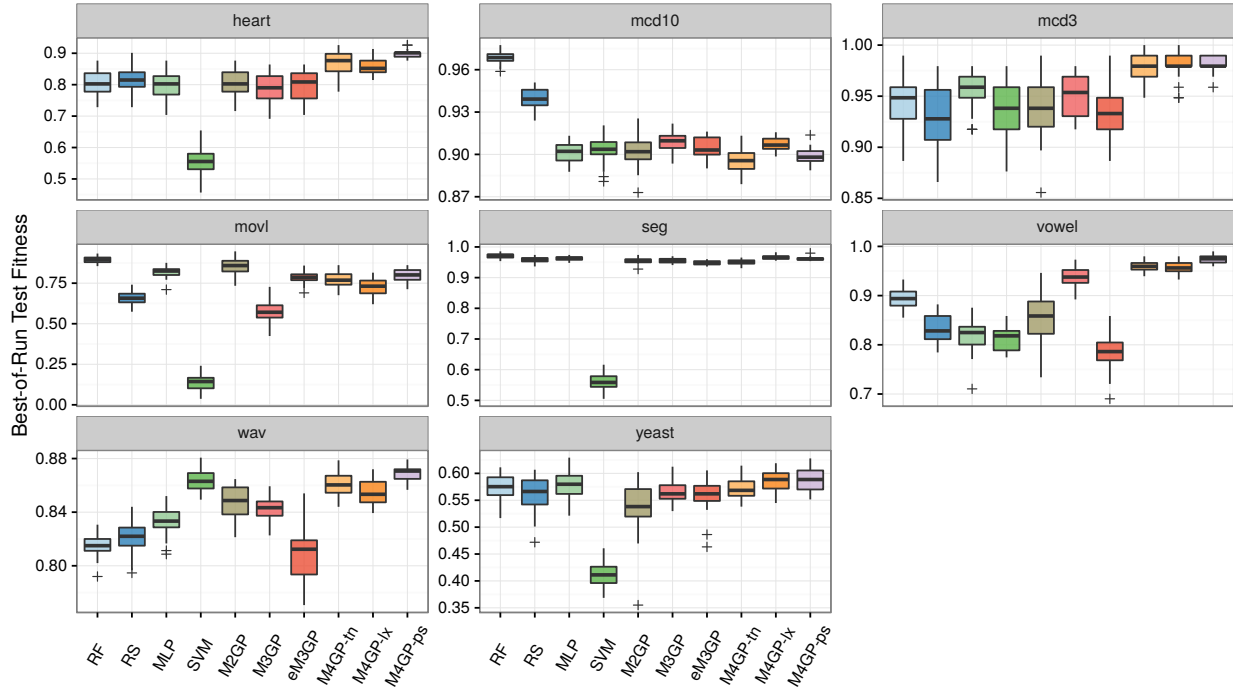 heart
mcd10
mcd3
0.9
0.8
0.7
0.6
0.5
0.96
0.93
0.90
0.87
1.00
0.95
0.90
0.85
movl
seg
vowel
Best-of-Run Test Fitness
0.75
0.50
0.25
0.00
1.0
0.9
0.8
0.7
0.6
0.5
1.0
0.9
0.8
0.7
wav
yeast
0.88
0.84
0.80
0.60
0.55
0.50
0.45
0.40
0.35
RF
RS
MLP
SVM
M2GP
M3GP
eM3GP
M4GP-tn
M4GP-lx
M4GP-ps
RF
RS
MLP
SVM
M2GP
M3GP
eM3GP
M4GP-tn
M4GP-lx
M4GP-ps